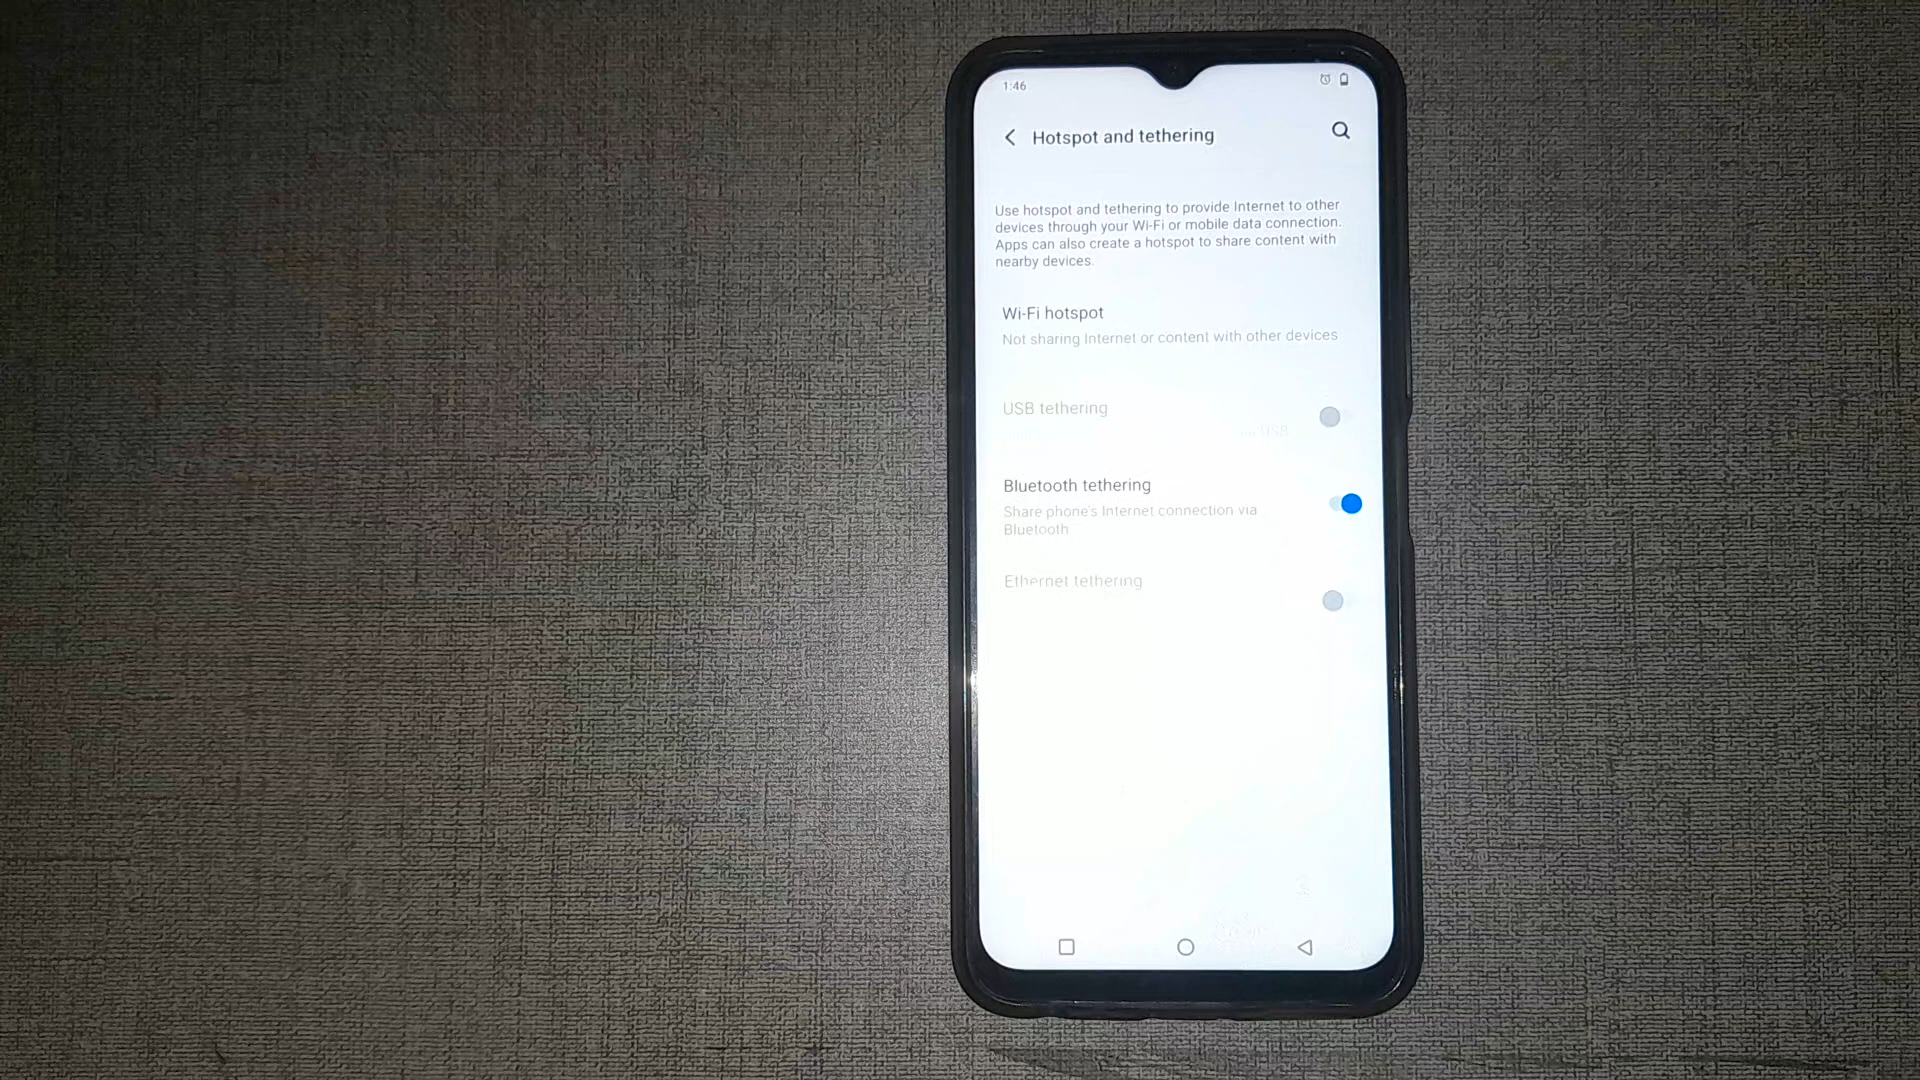 1:46
Hotspot and tethering
Use hotspot and tethering to provide Internet to other
devices through your Wi-Fi or mobile data connection.
Apps can also create a hotspot to share content with
nearby devices.
Wi-Fi hotspot
Not sharing Internet or content with other devices
USB tethering
USB
Bluetooth tethering
Share phone's Internet connection via
Bluetooth
Ethernet tethering